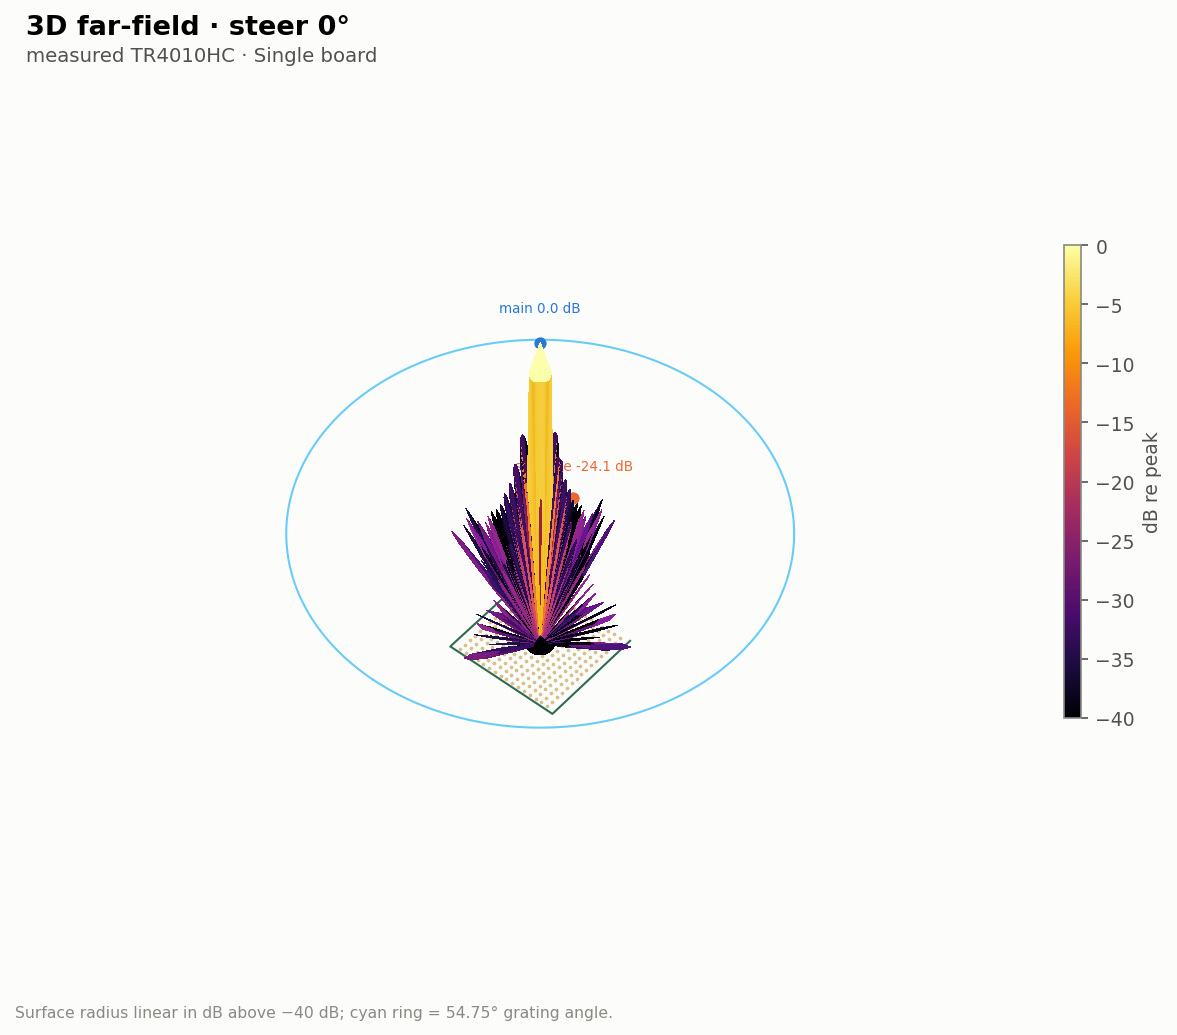 3D far-field · steer 0°
measured TR4010HC · Single board
main 0.0 dB
-24.1 dB
0
−5
−10
−15
−20
−25
−30
−35
−40
dB re peak
Surface radius linear in dB above −40 dB; cyan ring = 54.75° grating angle.